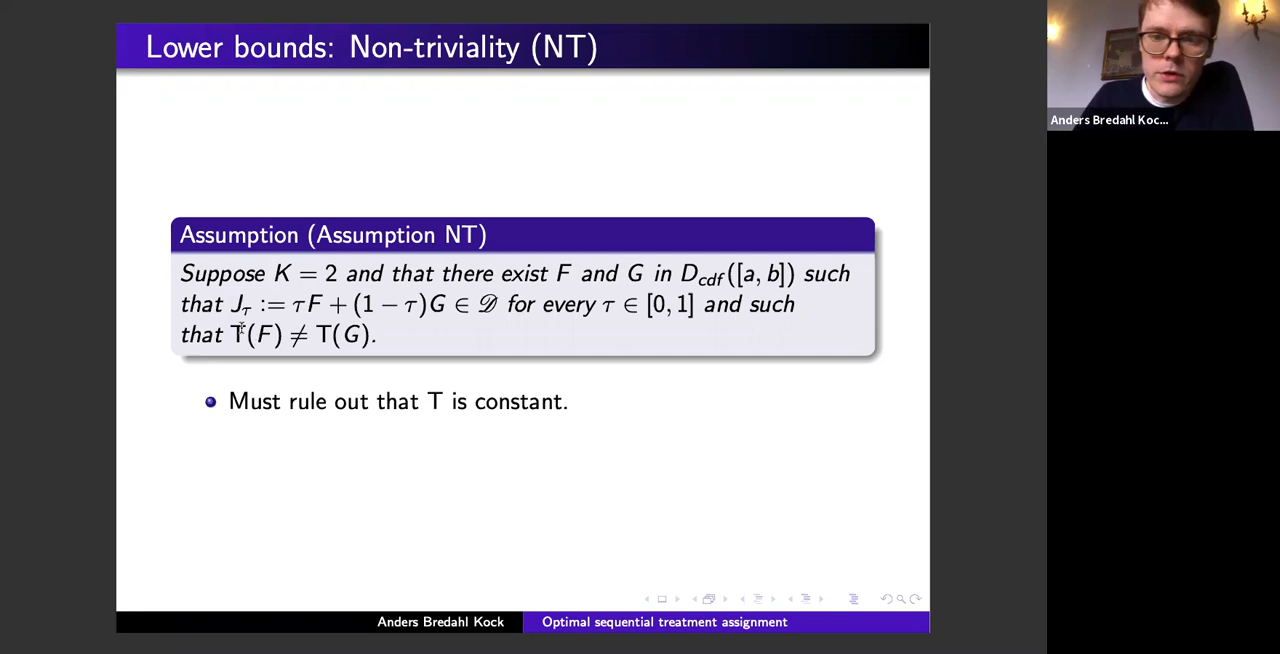 Lower bounds: Non-triviality (NT)
Assumption (Assumption NT)
Suppose K = 2 and that there exist F and G in D_cdf([a, b]) such
that J_τ := τF + (1 − τ)G ∈ 𝒟 for every τ ∈ [0, 1] and such
that T(F) ≠ T(G).
Must rule out that T is constant.
Anders Bredahl Kock
Optimal sequential treatment assignment
Anders Bredahl Koc...